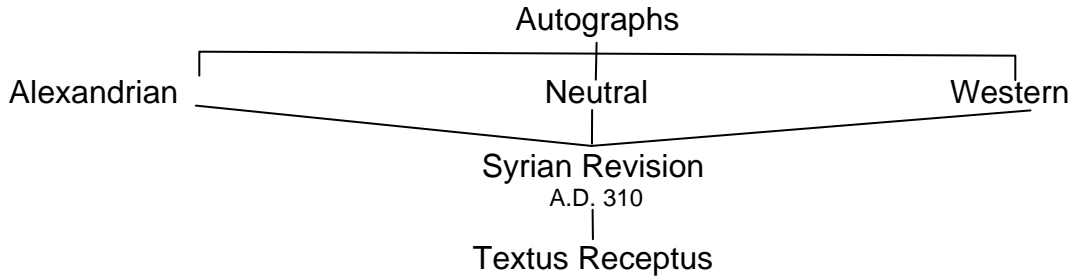 Autographs
Alexandrian Neutral Western
Syrian Revision
A.D. 310
Textus Receptus